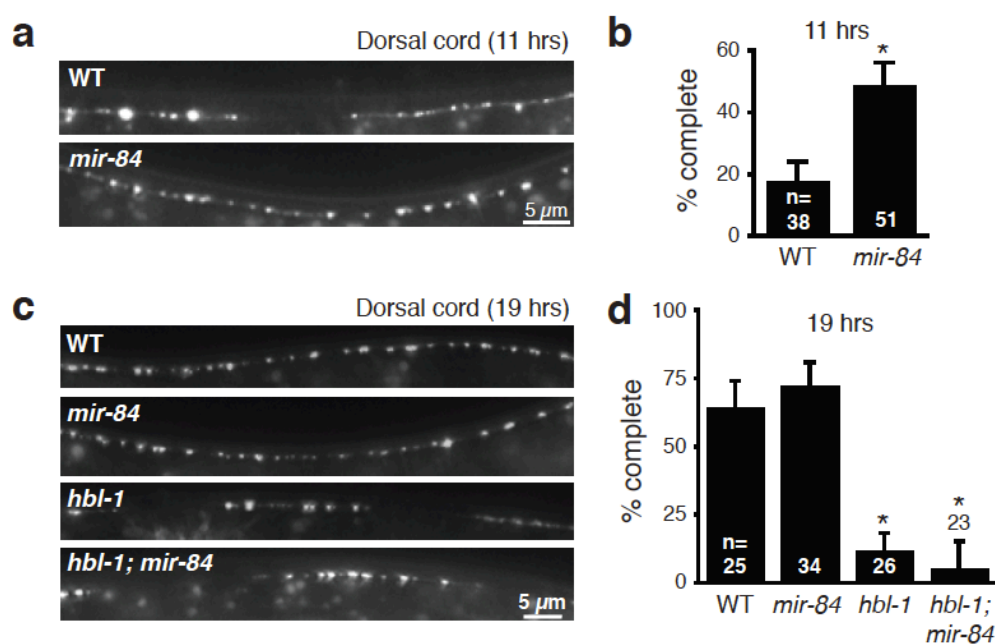 a
Dorsal cord (11 hrs)
WT
mir-84
5 µm
b
11 hrs
% complete
60
40
20
0
*
n=
38
51
WT
mir-84
c
Dorsal cord (19 hrs)
WT
mir-84
hbl-1
hbl-1; mir-84
5 µm
d
19 hrs
% complete
100
75
50
25
0
*
*
23
n=
25
34
26
WT
mir-84
hbl-1
hbl-1;
mir-84